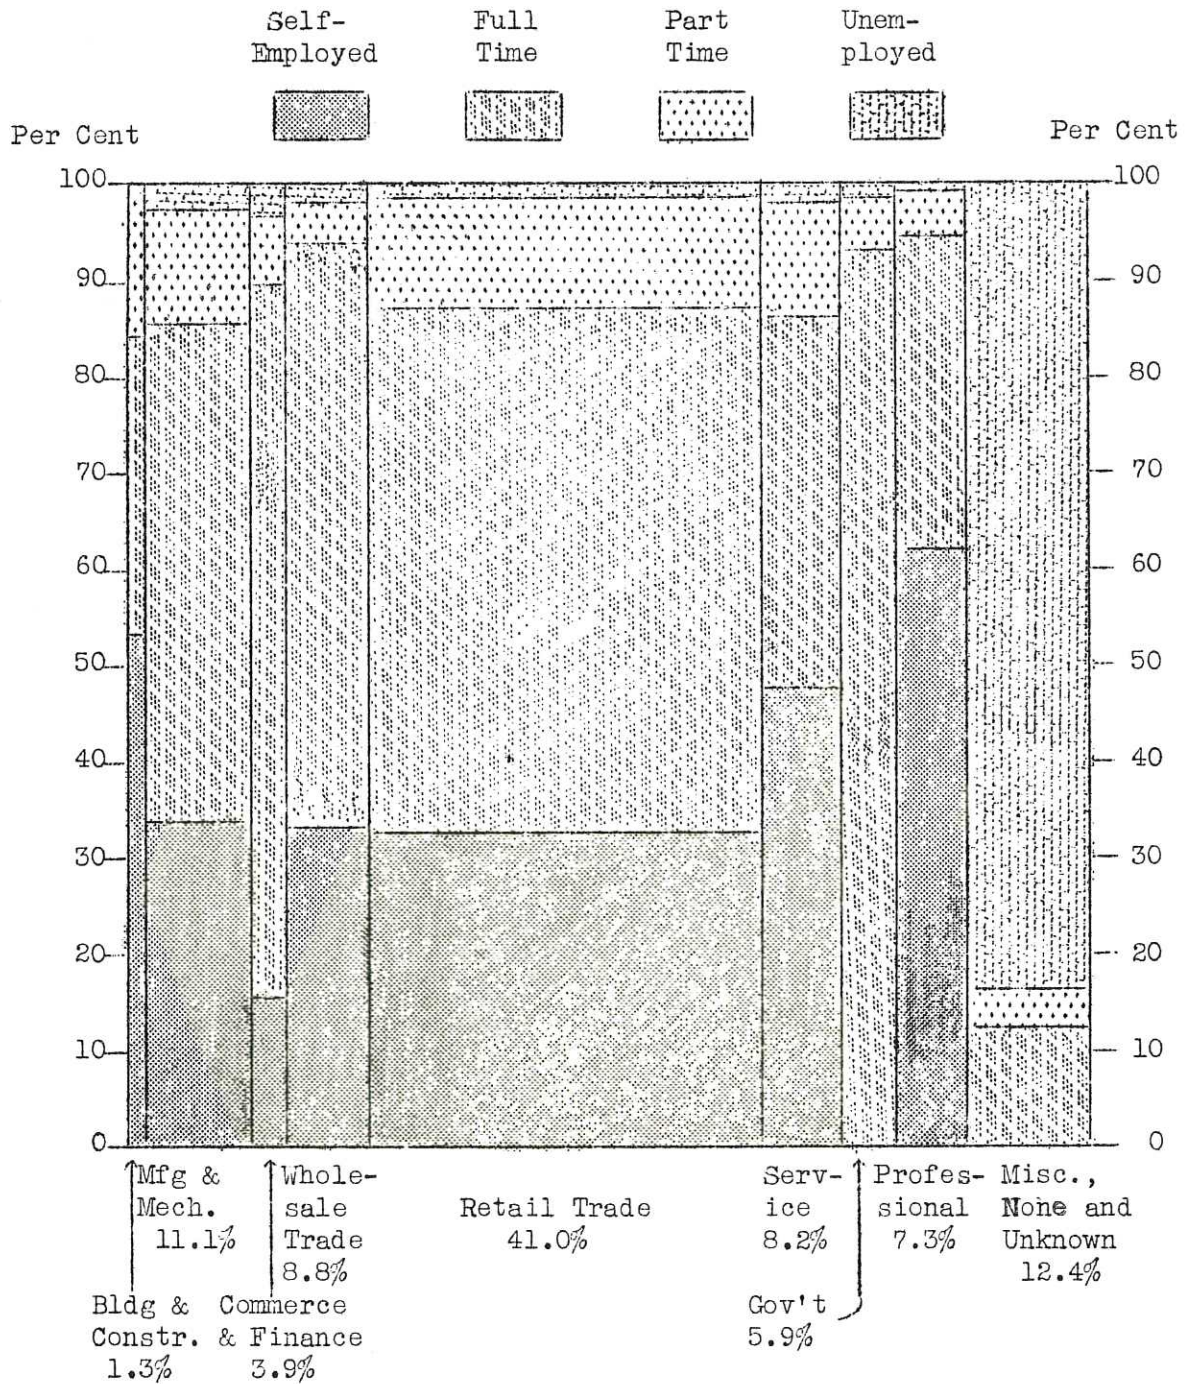 Self-Employed
Full Time
Part Time
Unem-ployed
Per Cent
Per Cent
100
90
80
70
60
50
40
30
20
10
0
100
90
80
70
60
50
40
30
20
10
0
Mfg &
Mech.
11.1%
Whole-
sale
Trade
8.8%
Retail Trade
41.0%
Serv-
ice
8.2%
Profes-
sional
7.3%
Misc.,
None and
Unknown
12.4%
Bldg &
Constr.
1.3%
Commerce
& Finance
3.9%
Gov't
5.9%